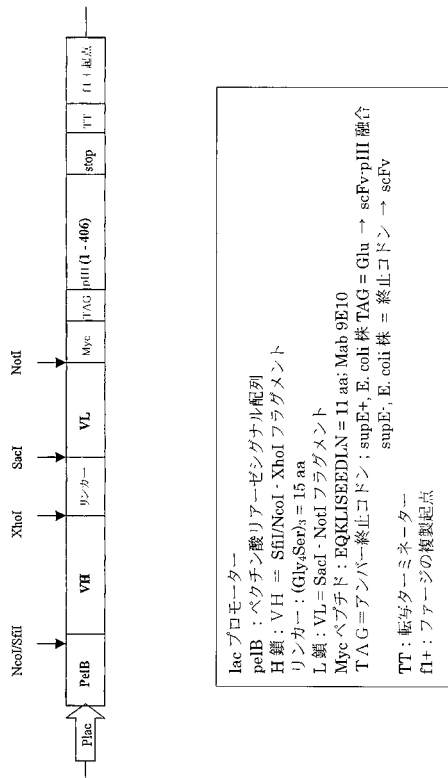 NcoI/SfiI
XhoI
SacI
NotI
Plac
PelB
VH
リンカー
VL
Myc
TAG
pIII (1 - 406)
stop
TT
f1+起点
lac プロモーター
pelB : ペクチン酸リアーゼシグナル配列
H 鎖 : VH = SfiI/NcoI - XhoI フラグメント
リンカー : (Gly₄Ser)₃ = 15 aa
L 鎖 : VL = SacI - NotI フラグメント
Myc ペプチド : EQKLISEEDLN = 11 aa; Mab 9E10
TAG=アンバー終止コドン ; supE+, E. coli 株 TAG = Glu → scFv-pIII 融合
supE-, E. coli 株 = 終止コドン → scFv
TT : 転写ターミネーター
f1+ : ファージの複製起点